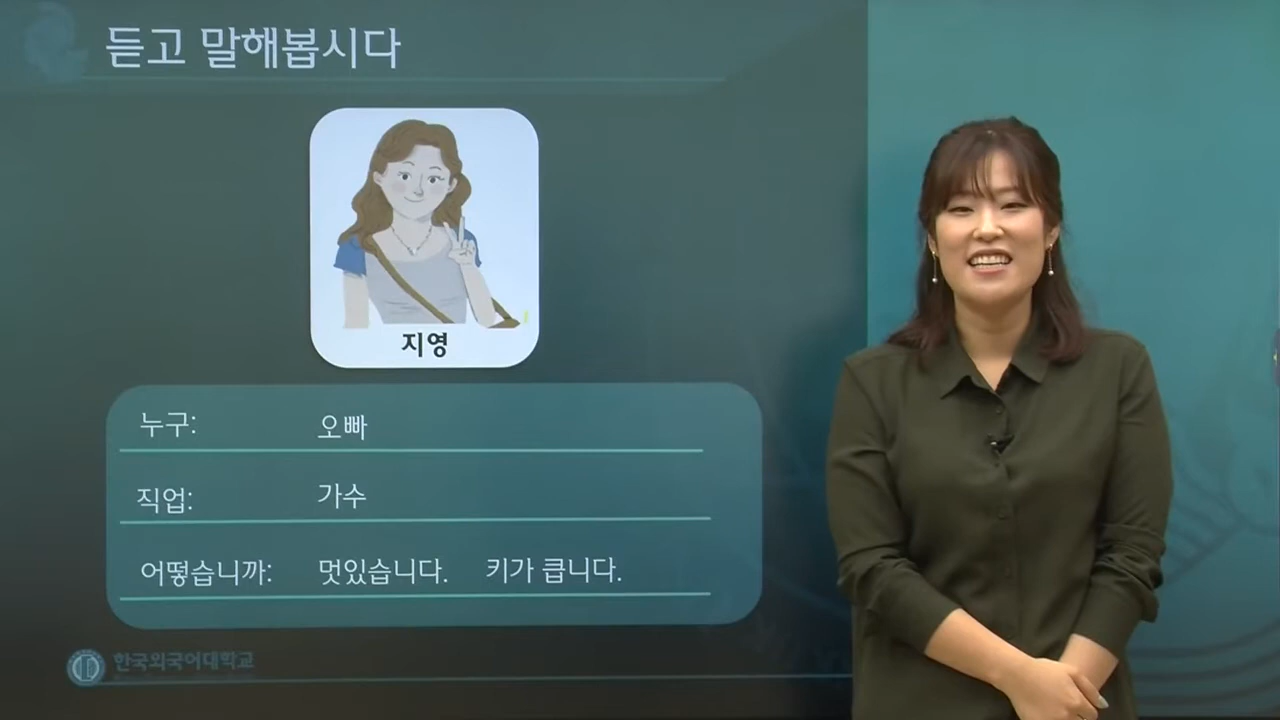 듣고 말해봅시다
지영
누구: 오빠
직업: 가수
어떻습니까: 멋있습니다. 키가 큽니다.
한국외국어대학교